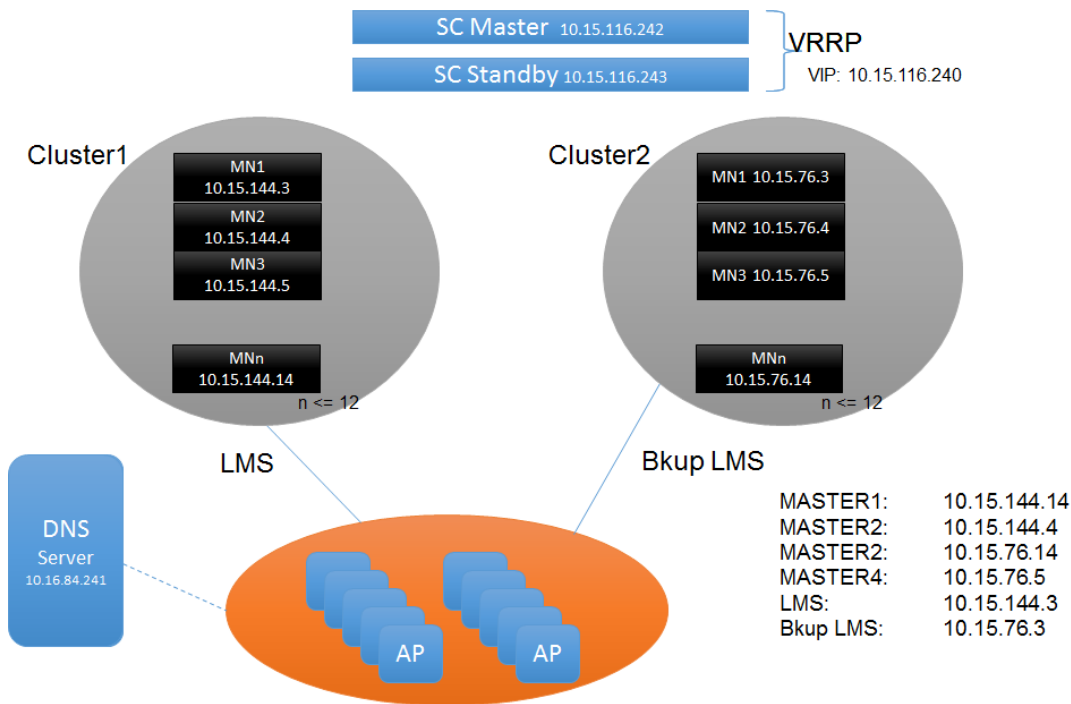 SC Master 10.15.116.242
SC Standby 10.15.116.243
VRRP
VIP: 10.15.116.240
Cluster1
MN1
10.15.144.3
MN2
10.15.144.4
MN3
10.15.144.5
MNn
10.15.144.14
n <= 12
Cluster2
MN1 10.15.76.3
MN2 10.15.76.4
MN3 10.15.76.5
MNn
10.15.76.14
n <= 12
LMS
Bkup LMS
DNS
Server
10.16.84.241
AP
AP
MASTER1: 10.15.144.14
MASTER2: 10.15.144.4
MASTER2: 10.15.76.14
MASTER4: 10.15.76.5
LMS: 10.15.144.3
Bkup LMS: 10.15.76.3